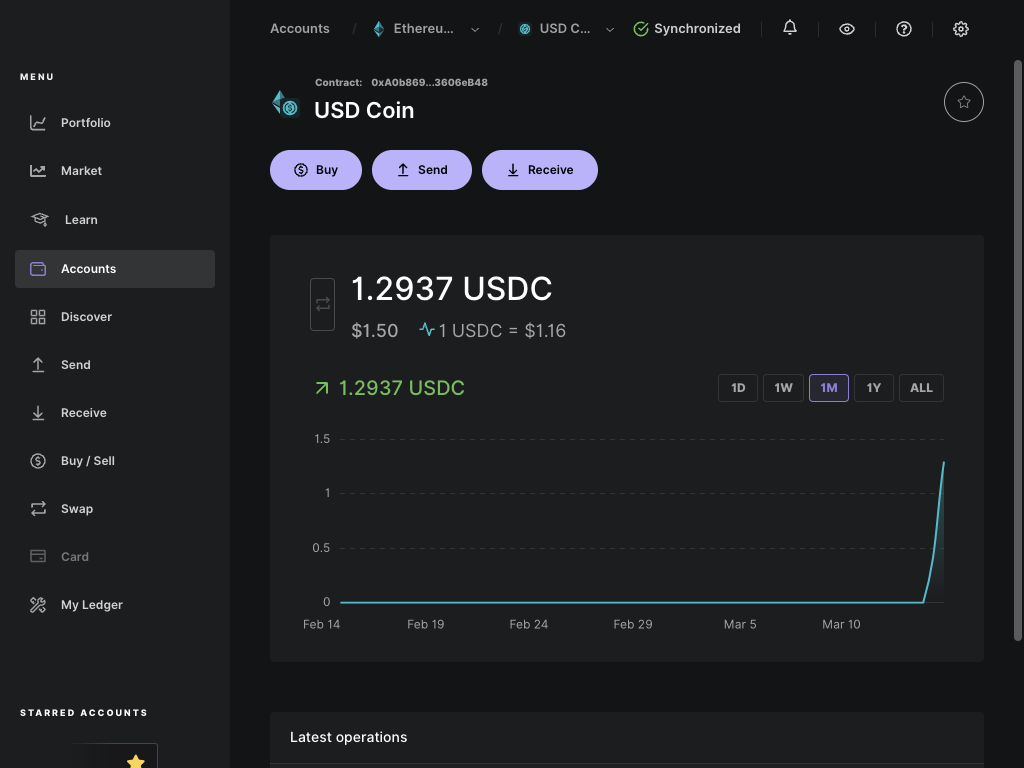 Accounts / Ethereu... / USD C... Synchronized
MENU
Contract: 0xA0b869...3606eB48
USD Coin
Portfolio
Market
Learn
Accounts
Discover
Send
Receive
Buy / Sell
Swap
Card
My Ledger
STARRED ACCOUNTS
Buy Send Receive
1.2937 USDC
$1.50 1 USDC = $1.16
1.2937 USDC
1D 1W 1M 1Y ALL
1.5
1
0.5
0
Feb 14 Feb 19 Feb 24 Feb 29 Mar 5 Mar 10
Latest operations